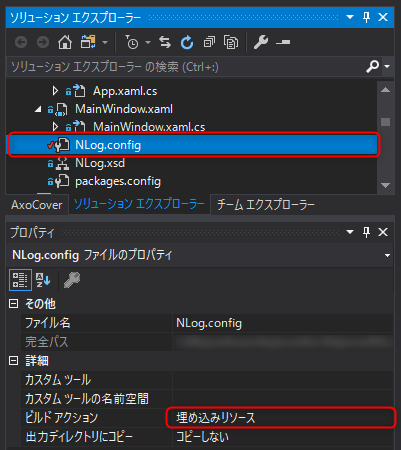 ソリューション エクスプローラー
ソリューション エクスプローラー の検索 (Ctrl+:)
App.xaml.cs
MainWindow.xaml
MainWindow.xaml.cs
NLog.config
NLog.xsd
packages.config
AxoCover ソリューション エクスプローラー チーム エクスプローラー
プロパティ
NLog.config ファイルのプロパティ
その他
ファイル名 NLog.config
完全パス
詳細
カスタム ツール
カスタム ツールの名前空間
ビルド アクション 埋め込みリソース
出力ディレクトリにコピー コピーしない